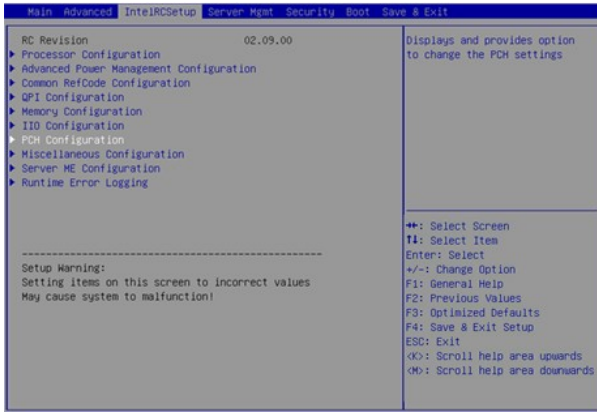 Main Advanced IntelRCSetup Server Mgmt Security Boot Save & Exit
RC Revision 02.09.00
Processor Configuration
Advanced Power Management Configuration
Common RefCode Configuration
QPI Configuration
Memory Configuration
IIO Configuration
PCH Configuration
Miscellaneous Configuration
Server ME Configuration
Runtime Error Logging
------------------------------------------------
Setup Warning:
Setting items on this screen to incorrect values
May cause system to malfunction!
Displays and provides option
to change the PCH settings
→←: Select Screen
↑↓: Select Item
Enter: Select
+/-: Change Option
F1: General Help
F2: Previous Values
F3: Optimized Defaults
F4: Save & Exit Setup
ESC: Exit
<K>: Scroll help area upwards
<M>: Scroll help area downwards